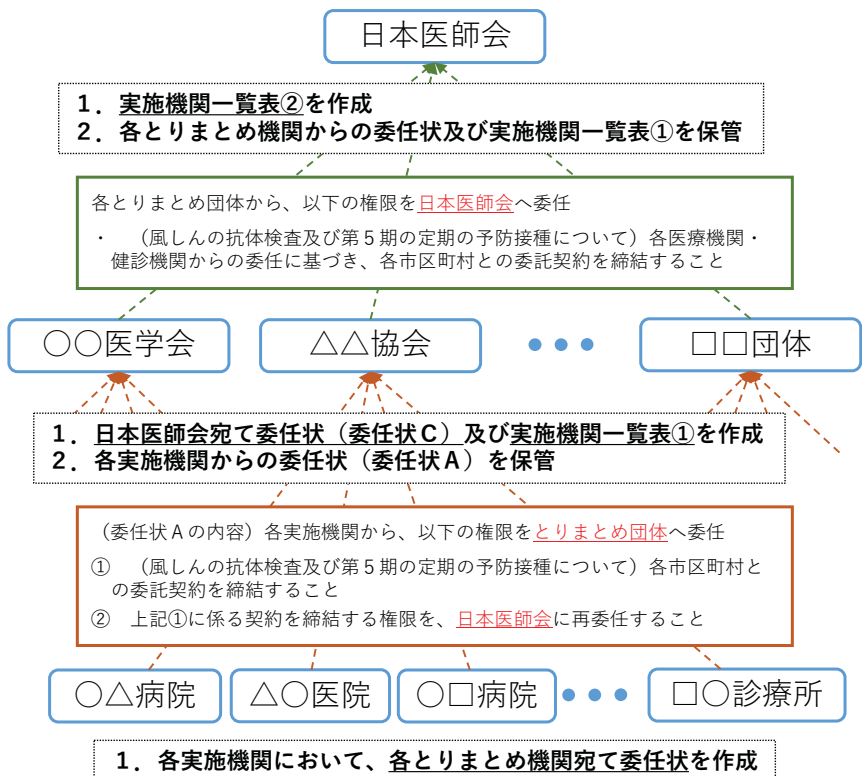 日本医師会
1．実施機関一覧表②を作成
2．各とりまとめ機関からの委任状及び実施機関一覧表①を保管
各とりまとめ団体から、以下の権限を日本医師会へ委任
・　（風しんの抗体検査及び第５期の定期の予防接種について）各医療機関・
健診機関からの委任に基づき、各市区町村との委託契約を締結すること
○○医学会
△△協会
●●●
□□団体
1．日本医師会宛て委任状（委任状C）及び実施機関一覧表①を作成
2．各実施機関からの委任状（委任状A）を保管
（委任状Ａの内容）各実施機関から、以下の権限をとりまとめ団体へ委任
①　（風しんの抗体検査及び第５期の定期の予防接種について）各市区町村と
の委託契約を締結すること
②　上記①に係る契約を締結する権限を、日本医師会に再委任すること
○△病院
△○医院
○□病院
●●●
□○診療所
1．各実施機関において、各とりまとめ機関宛て委任状を作成